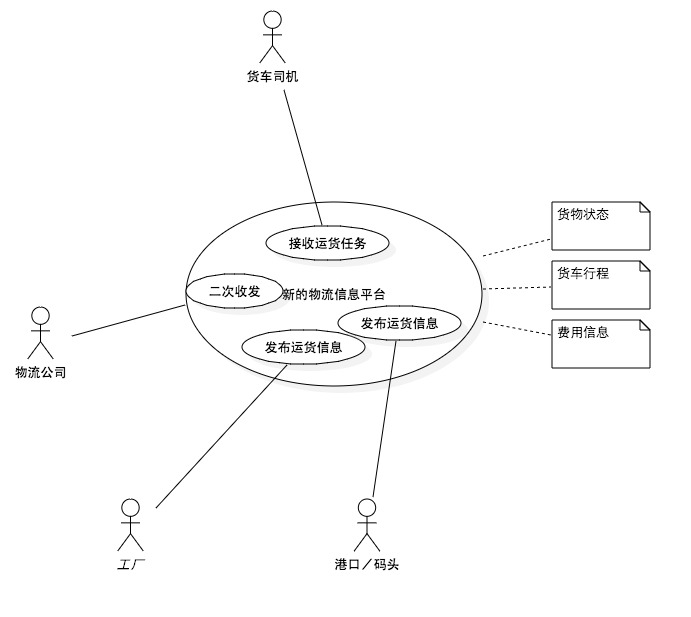 货车司机
接收运货任务
二次收发
新的物流信息平台
发布运货信息
发布运货信息
货物状态
货车行程
费用信息
物流公司
工厂
港口／码头